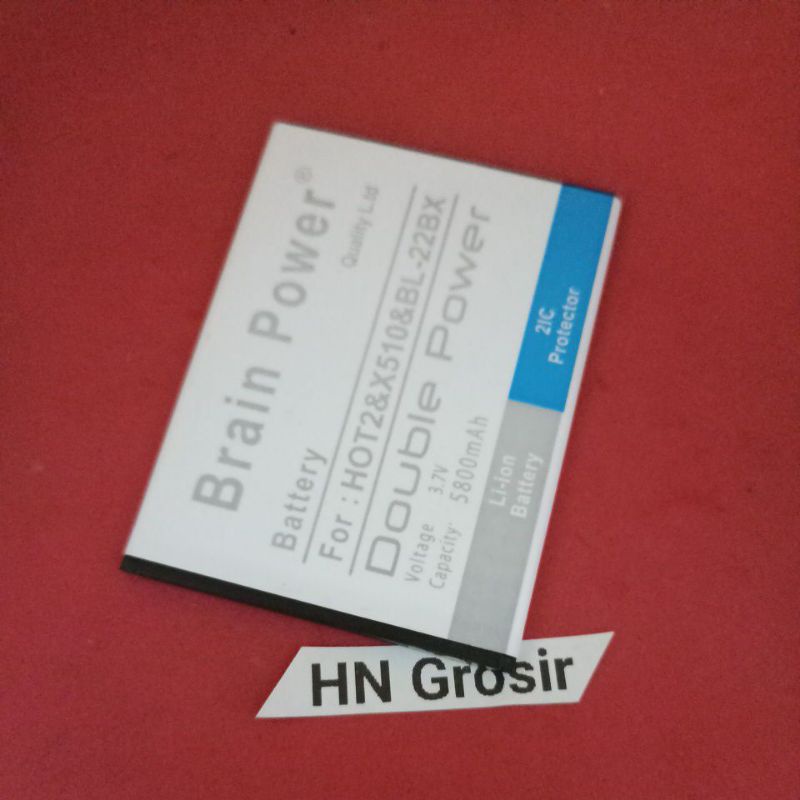 Brain Power®
Quality Ltd
Battery
For : HOT2&X510&BL-22BX
Double Power
Voltage 3.7V
Capacity: 5800mAh
Li-ion
Battery
2IC
Protector
HN Grosir